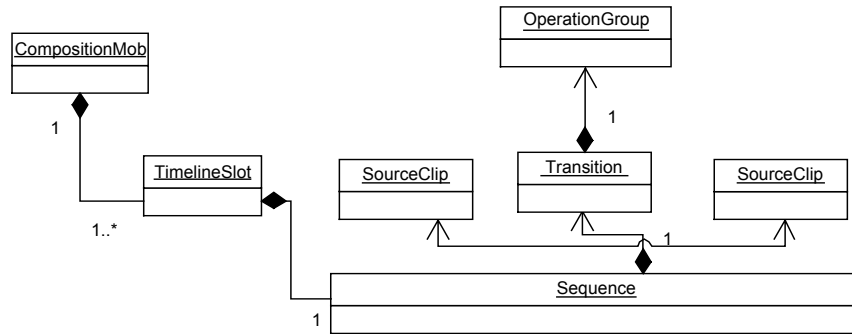 OperationGroup
CompositionMob
1
1
TimelineSlot
SourceClip
Transition
SourceClip
1..*
1
Sequence
1